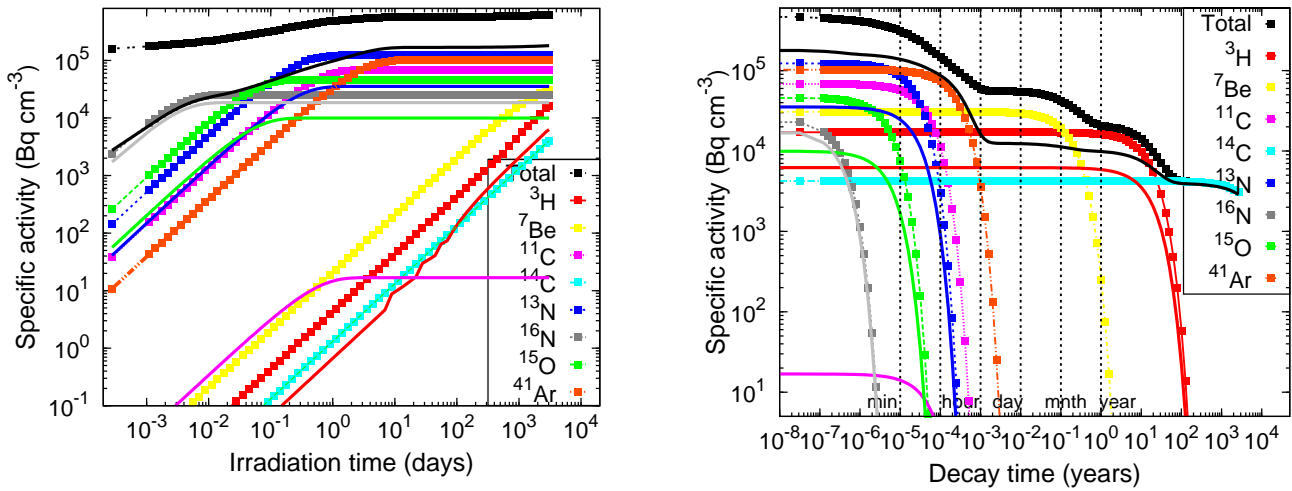 Specific activity (Bq cm⁻³)
10⁵
10⁴
10³
10²
10¹
10⁰
10⁻¹
10⁻³ 10⁻² 10⁻¹ 10⁰ 10¹ 10² 10³ 10⁴
Irradiation time (days)
Total
³H
⁷Be
¹¹C
¹⁴C
¹³N
¹⁶N
¹⁵O
⁴¹Ar
Specific activity (Bq cm⁻³)
10⁵
10⁴
10³
10²
10¹
min hour day mnth year
10⁻⁸ 10⁻⁷ 10⁻⁶ 10⁻⁵ 10⁻⁴ 10⁻³ 10⁻² 10⁻¹ 10⁰ 10¹ 10² 10³ 10⁴
Decay time (years)
Total
³H
⁷Be
¹¹C
¹⁴C
¹³N
¹⁶N
¹⁵O
⁴¹Ar